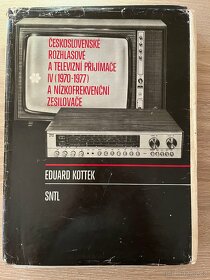 ČESKOSLOVENSKÉ
ROZHLASOVÉ
A TELEVIZNÍ PŘIJÍMAČE
IV (1970-1977)
A NÍZKOFREKVENČNÍ
ZESILOVAČE
EDUARD KOTTEK
SNTL